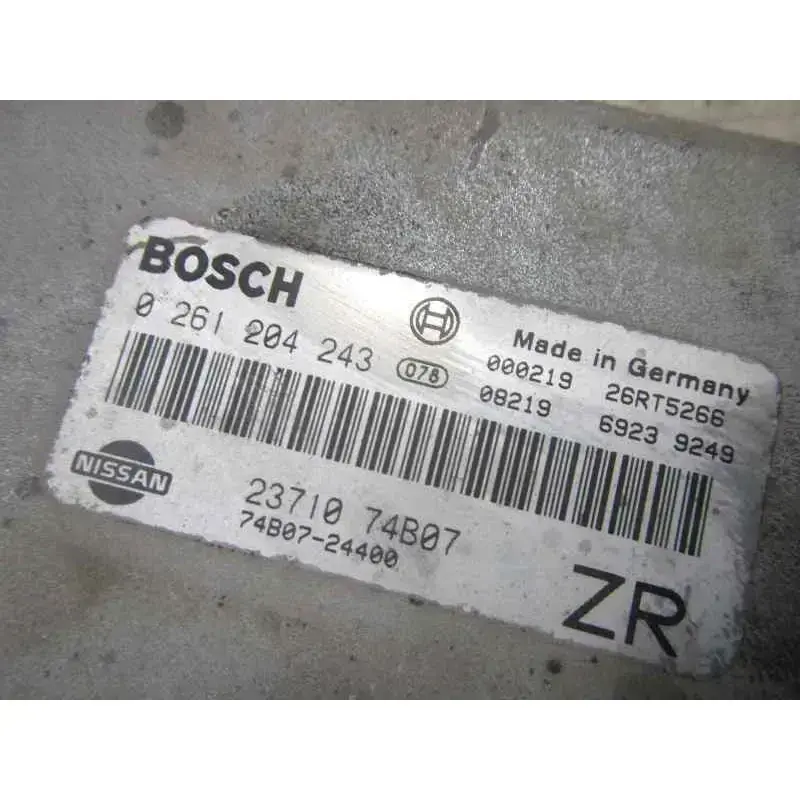 BOSCH
0 261 204 243
078
Made in Germany
000219 26RT5266
08219 6923 9249
NISSAN
23710 74B07
74B07-24400
ZR